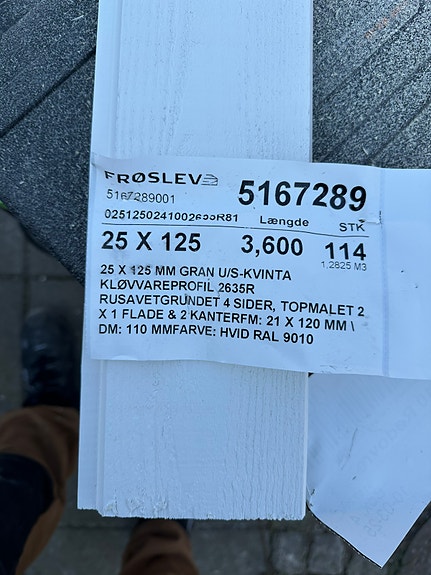 FRØSLEV
5167289001
5167289
Længde
STK
25 X 125
3,600
114
1,2825 M3
25 X 125 MM GRAN U/S-KVINTA
KLØVVAREPROFIL 2635R
RUSAVETGRUNDET 4 SIDER, TOPMALET 2
X 1 FLADE & 2 KANTERFM: 21 X 120 MM \
DM: 110 MMFARVE: HVID RAL 9010